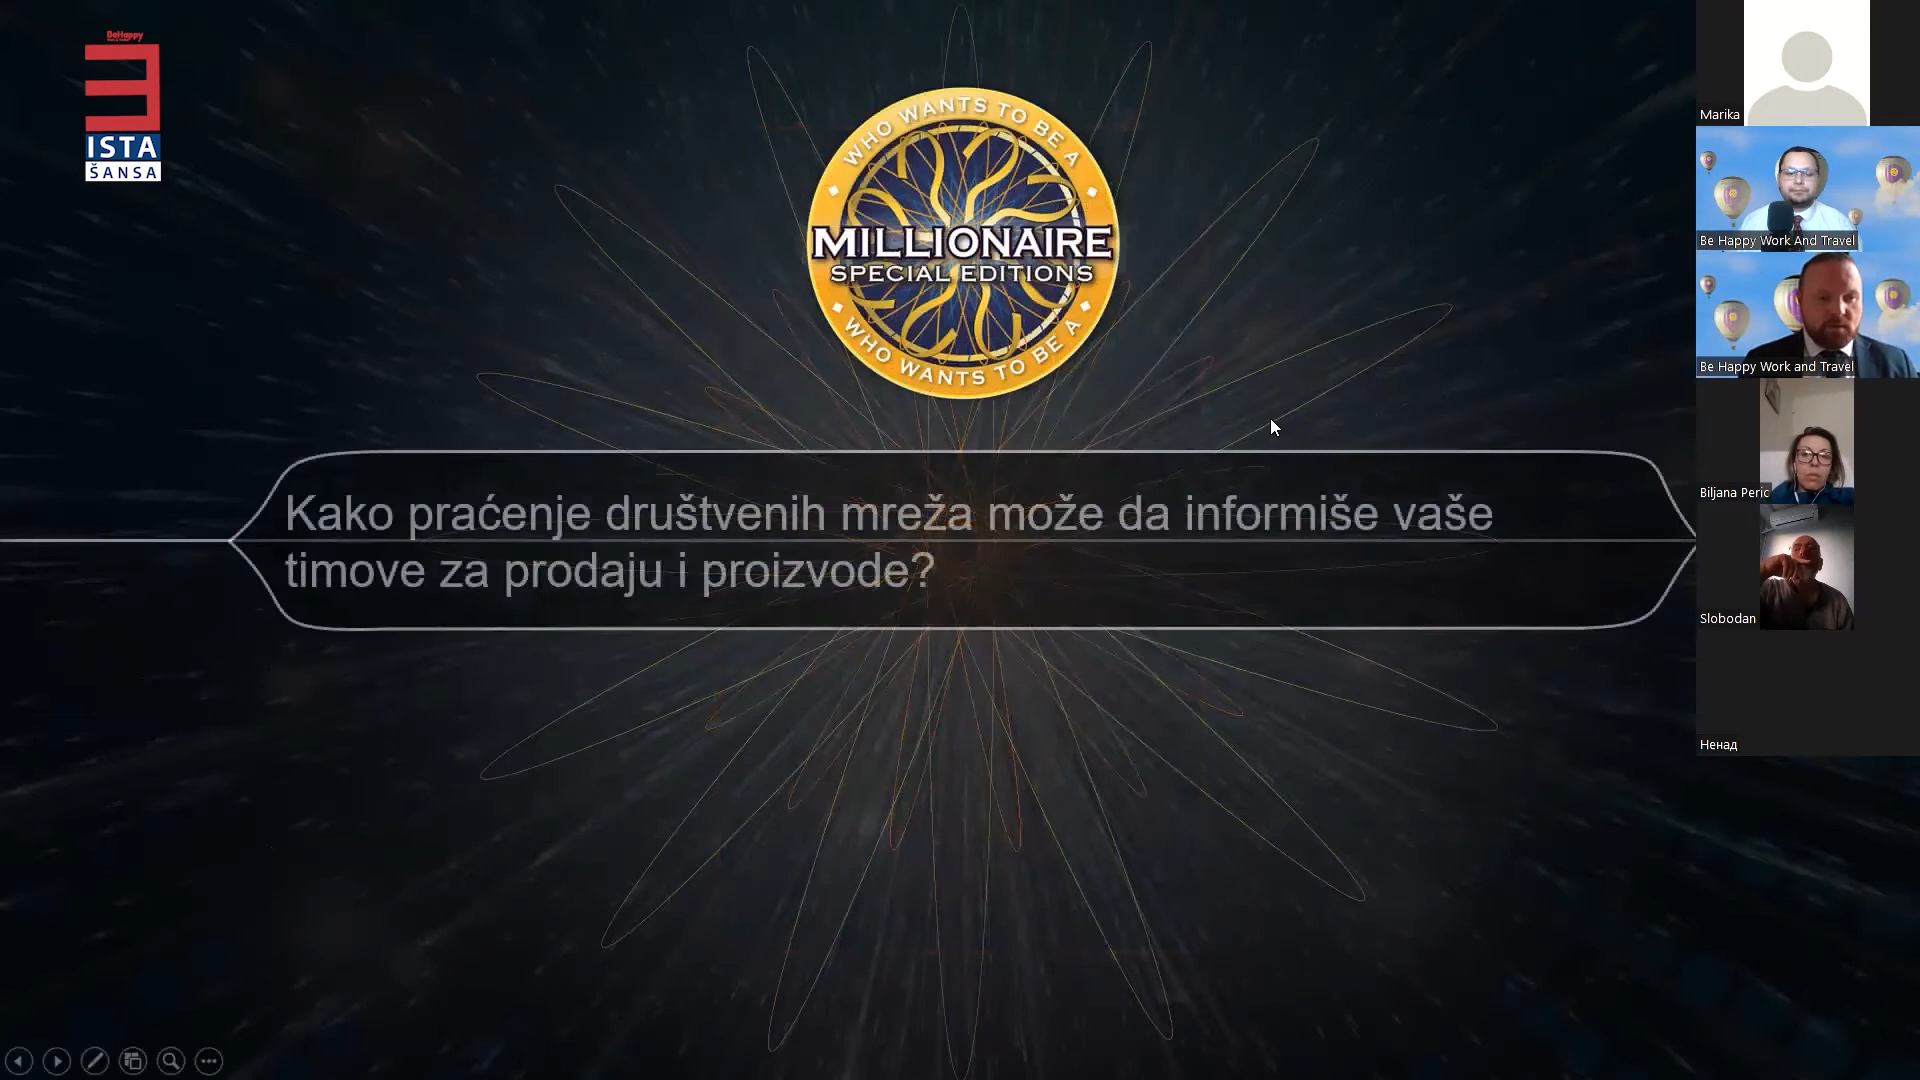 BeHappy
ISTA
ŠANSA
WHO WANTS TO BE A
MILLIONAIRE
SPECIAL EDITIONS
WHO WANTS TO BE A
Kako praćenje društvenih mreža može da informiše vaše
timove za prodaju i proizvode?
Marika
Be Happy Work And Travel
Be Happy Work and Travel
Biljana Peric
Slobodan
Ненад